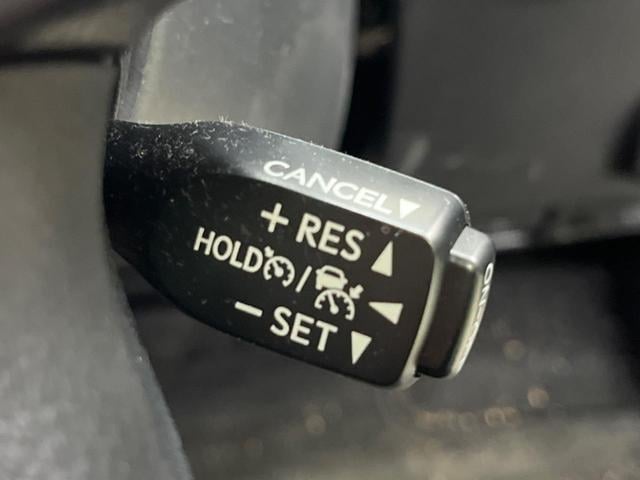 CANCEL▼
+ RES ▲
HOLD / ◀
− SET ▼